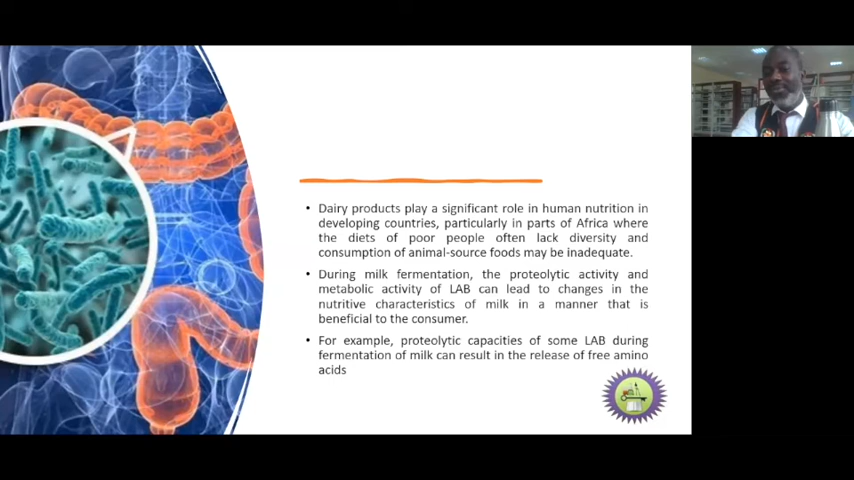 • Dairy products play a significant role in human nutrition in
developing countries, particularly in parts of Africa where
the diets of poor people often lack diversity and
consumption of animal-source foods may be inadequate.
• During milk fermentation, the proteolytic activity and
metabolic activity of LAB can lead to changes in the
nutritive characteristics of milk in a manner that is
beneficial to the consumer.
• For example, proteolytic capacities of some LAB during
fermentation of milk can result in the release of free amino
acids